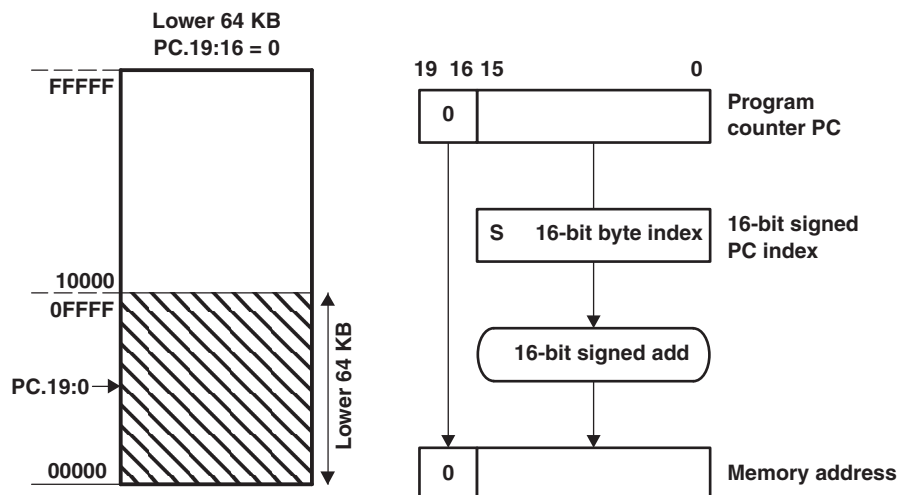 Lower 64 KB
PC.19:16 = 0
FFFFF
10000
0FFFF
PC.19:0
00000
Lower 64 KB
19 16 15 0
0
Program
counter PC
S 16-bit byte index
16-bit signed
PC index
16-bit signed add
0
Memory address